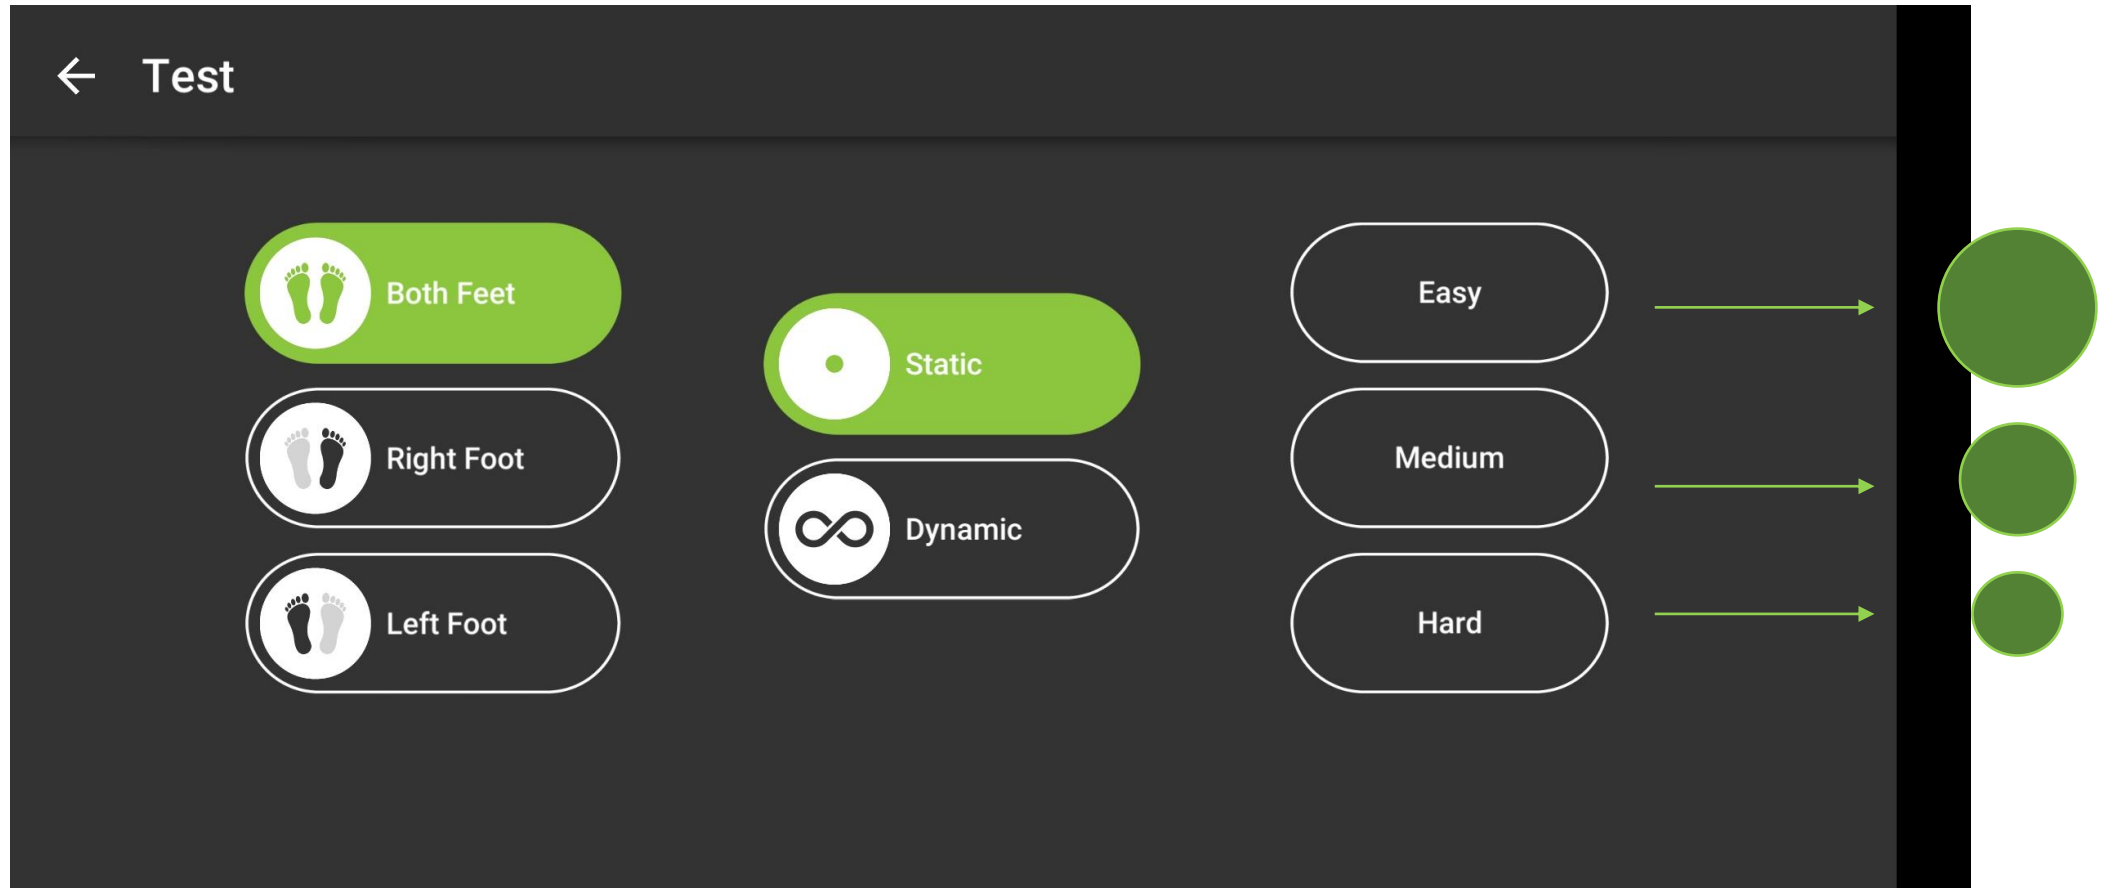 Test
Both Feet
Right Foot
Left Foot
Static
Dynamic
Easy
Medium
Hard